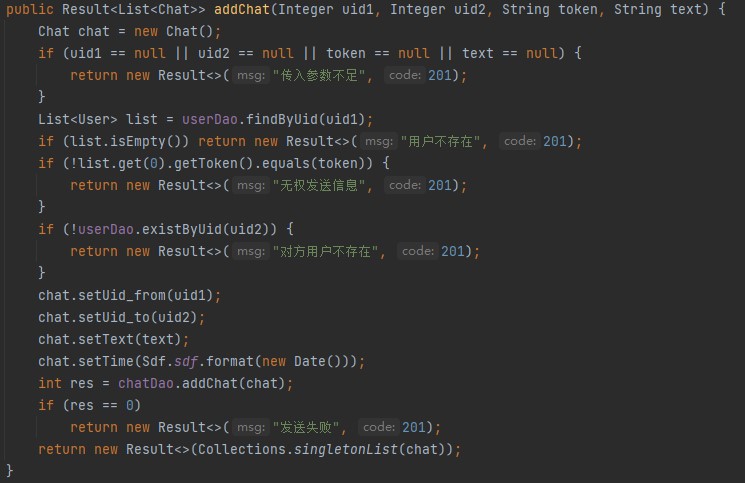 public Result<List<Chat>> addChat(Integer uid1, Integer uid2, String token, String text) {
    Chat chat = new Chat();
    if (uid1 == null || uid2 == null || token == null || text == null) {
        return new Result<>( msg: "传入参数不足", code: 201);
    }
    List<User> list = userDao.findByUid(uid1);
    if (list.isEmpty()) return new Result<>( msg: "用户不存在", code: 201);
    if (!list.get(0).getToken().equals(token)) {
        return new Result<>( msg: "无权发送信息", code: 201);
    }
    if (!userDao.existByUid(uid2)) {
        return new Result<>( msg: "对方用户不存在", code: 201);
    }
    chat.setUid_from(uid1);
    chat.setUid_to(uid2);
    chat.setText(text);
    chat.setTime(Sdf.sdf.format(new Date()));
    int res = chatDao.addChat(chat);
    if (res == 0)
        return new Result<>( msg: "发送失败", code: 201);
    return new Result<>(Collections.singletonList(chat));
}